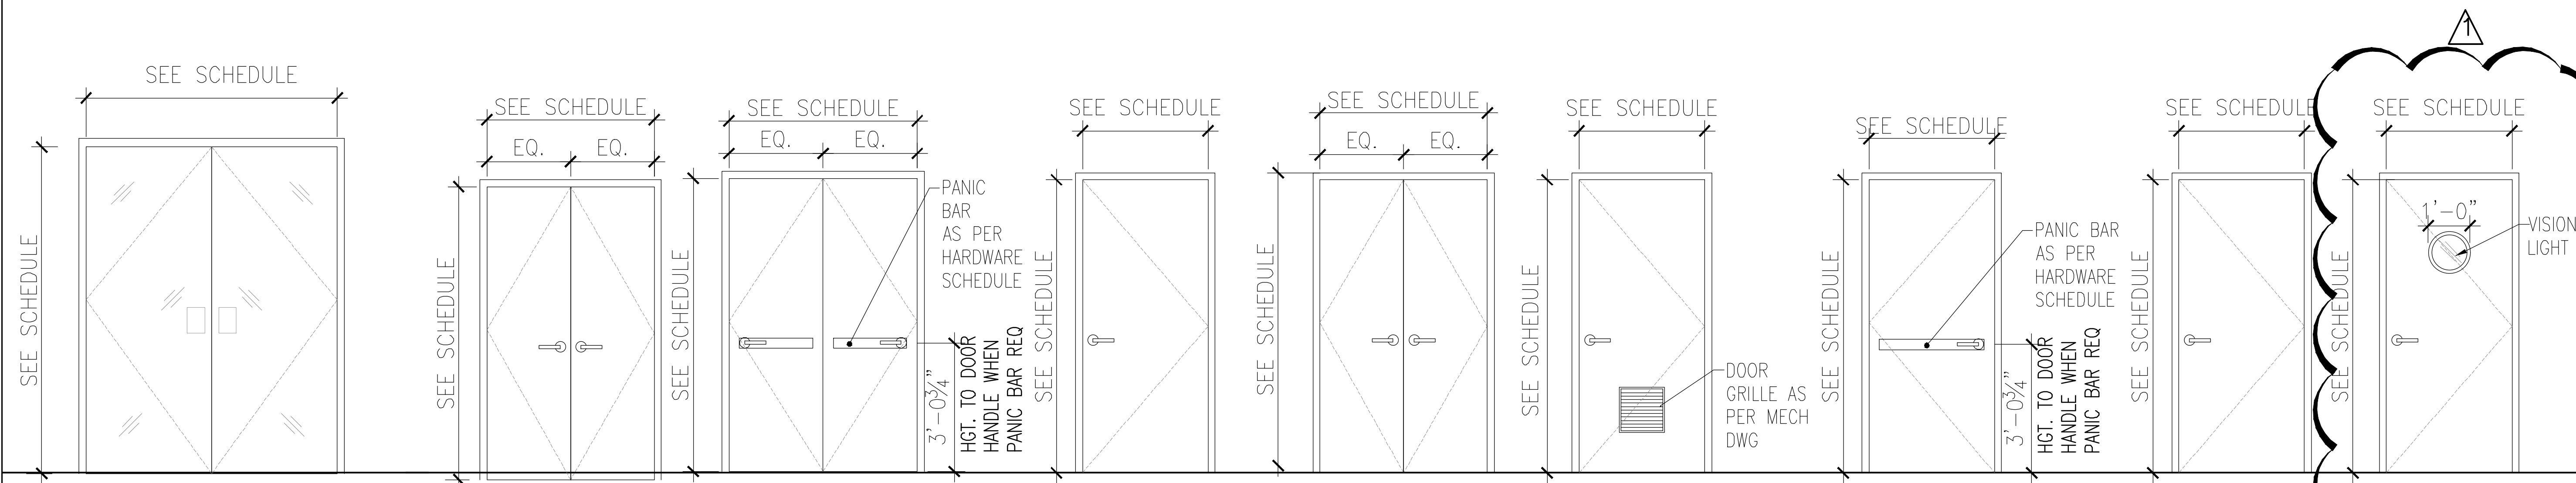 SEE SCHEDULE
SEE SCHEDULE
SEE SCHEDULE
EQ. EQ.
SEE SCHEDULE
SEE SCHEDULE
EQ. EQ.
SEE SCHEDULE
PANIC
BAR
AS PER
HARDWARE
SCHEDULE
3'-0¾"
HGT. TO DOOR
HANDLE WHEN
PANIC BAR REQ
SEE SCHEDULE
SEE SCHEDULE
SEE SCHEDULE
EQ. EQ.
SEE SCHEDULE
SEE SCHEDULE
SEE SCHEDULE
DOOR
GRILLE AS
PER MECH
DWG
SEE SCHEDULE
SEE SCHEDULE
PANIC BAR
AS PER
HARDWARE
SCHEDULE
3'-0¾"
HGT. TO DOOR
HANDLE WHEN
PANIC BAR REQ
SEE SCHEDULE
SEE SCHEDULE
1
SEE SCHEDULE
SEE SCHEDULE
1'-0"
VISION
LIGHT